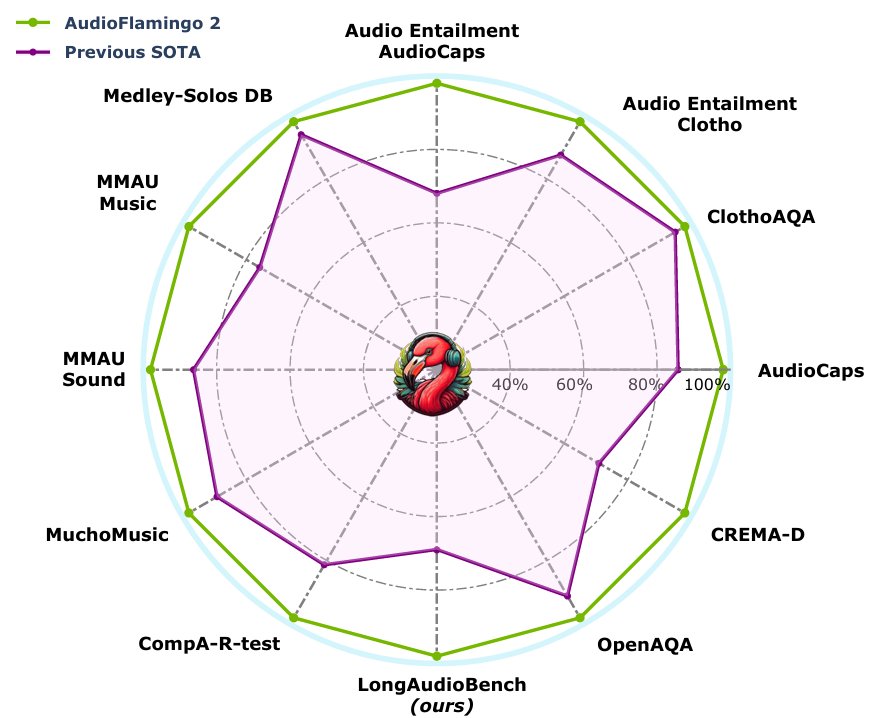 AudioFlamingo 2
Previous SOTA
Audio Entailment
AudioCaps
Medley-Solos DB
Audio Entailment
Clotho
MMAU
Music
ClothoAQA
MMAU
Sound
AudioCaps
40%
60%
80%
100%
MuchoMusic
CREMA-D
CompA-R-test
OpenAQA
LongAudioBench
(ours)